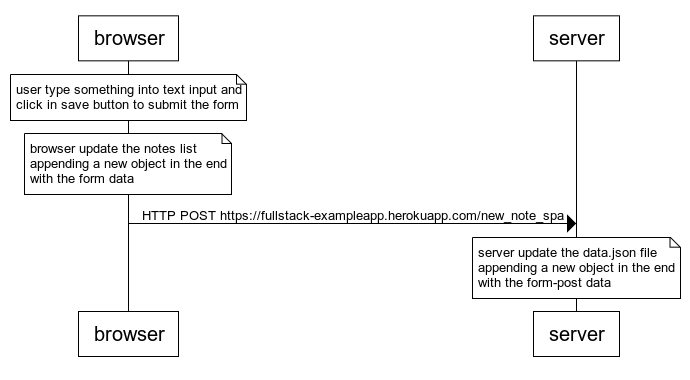 browser
server
user type something into text input and
click in save button to submit the form
browser update the notes list
appending a new object in the end
with the form data
HTTP POST https://fullstack-exampleapp.herokuapp.com/new_note_spa
server update the data.json file
appending a new object in the end
with the form-post data
browser
server